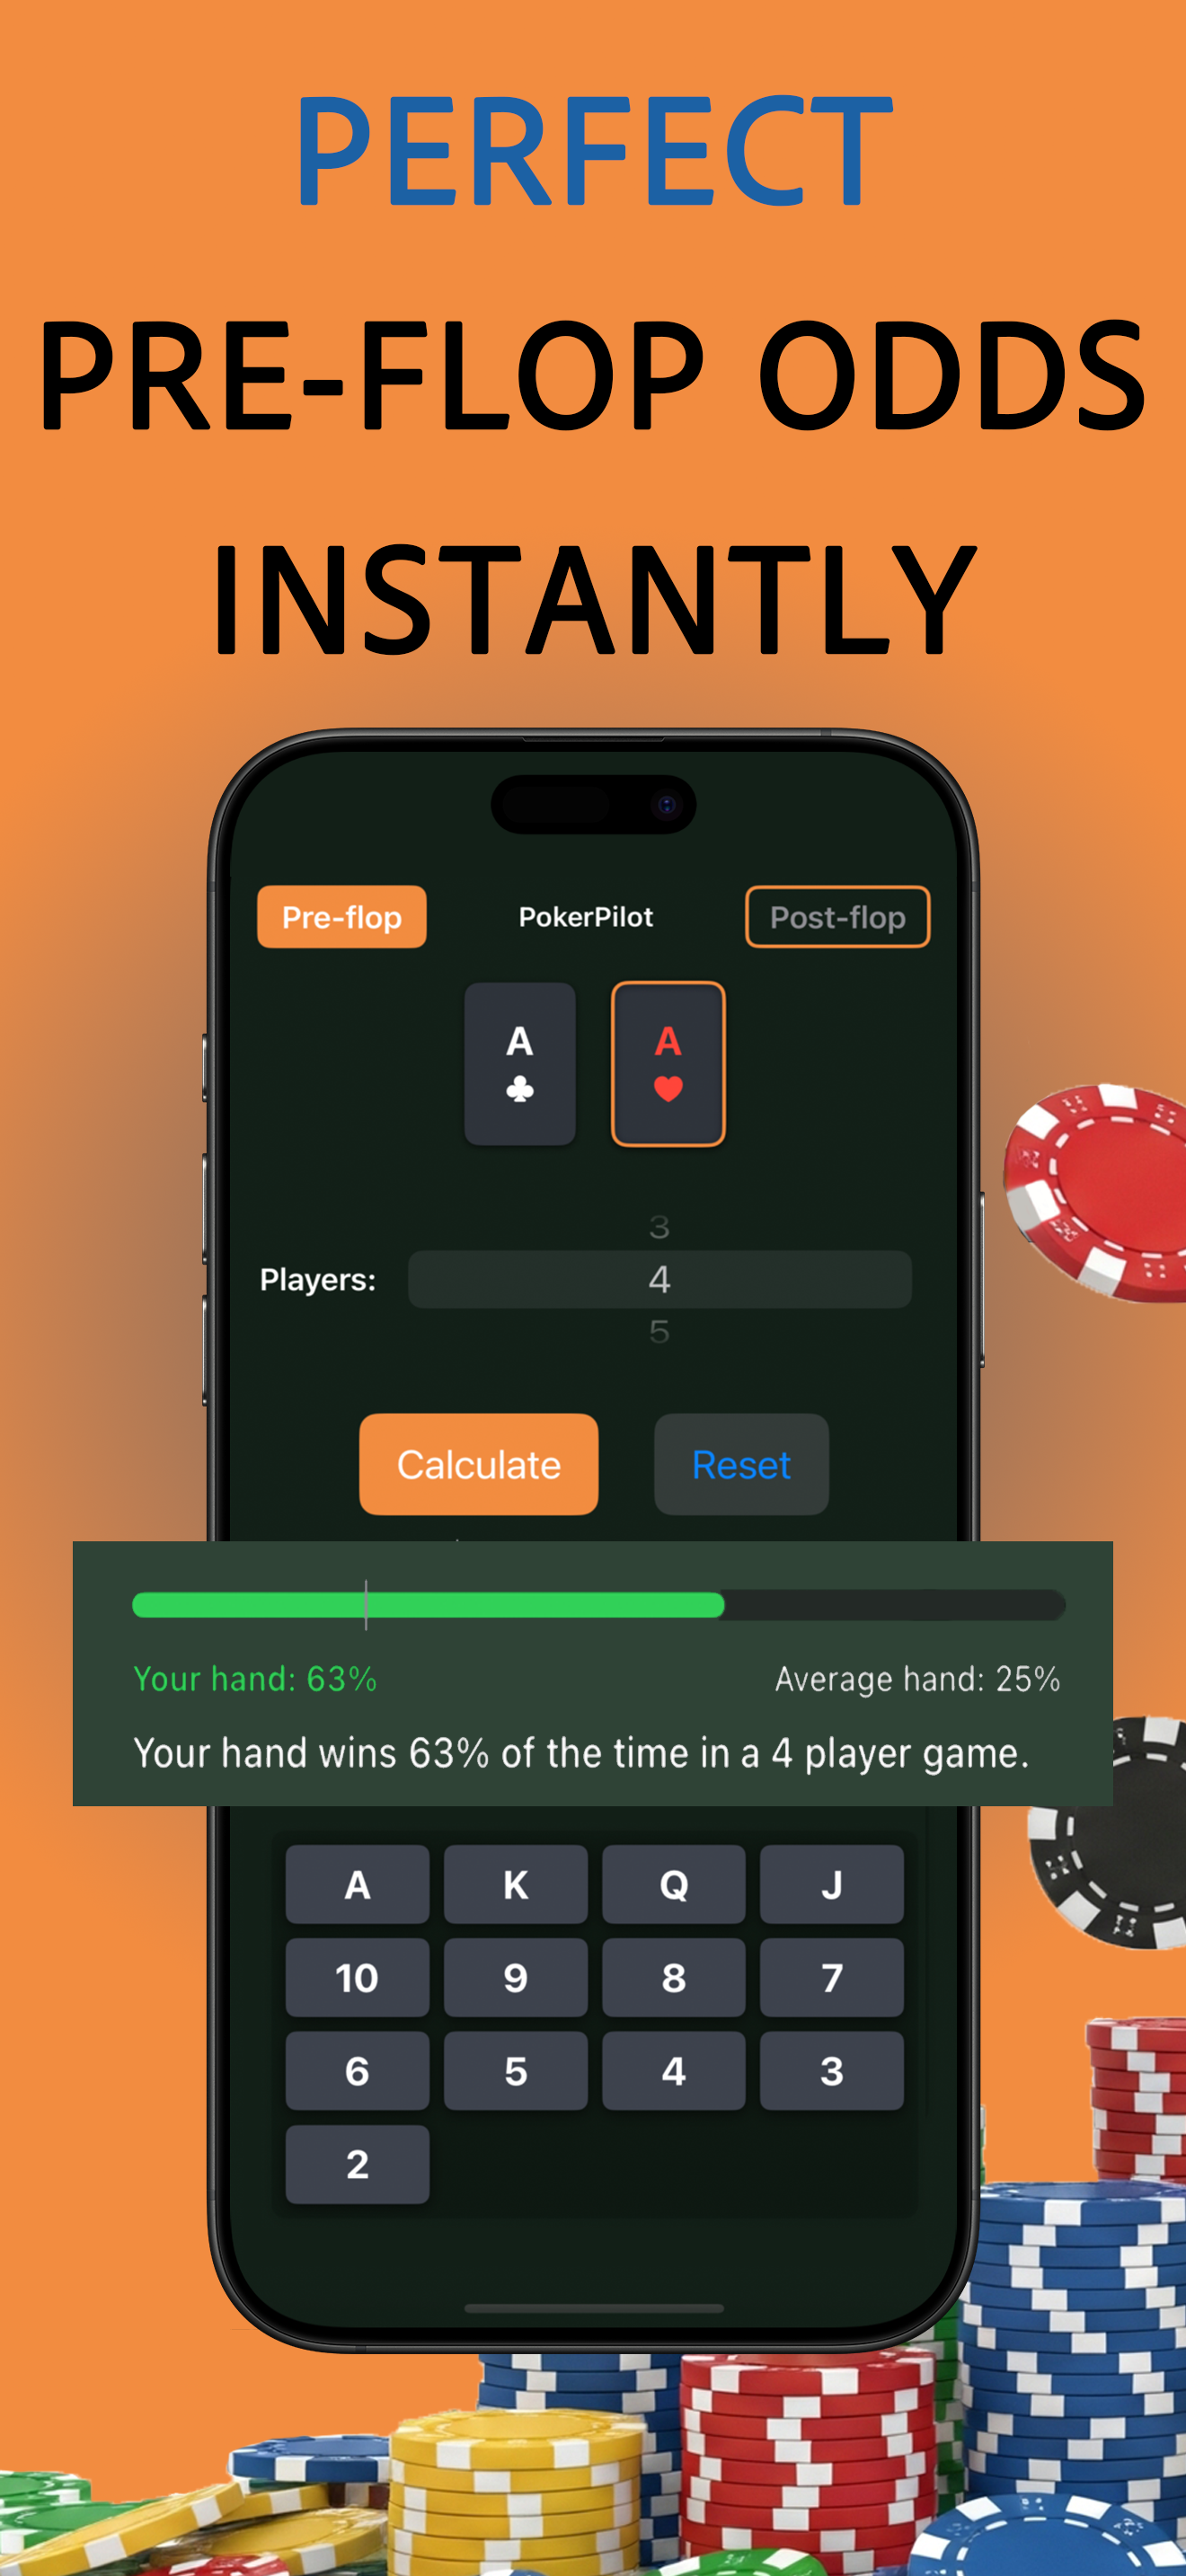 PERFECT
PRE-FLOP ODDS
INSTANTLY
Pre-flop PokerPilot Post-flop
A A
3
Players: 4
5
Calculate Reset
Your hand: 63% Average hand: 25%
Your hand wins 63% of the time in a 4 player game.
A K Q J
10 9 8 7
6 5 4 3
2